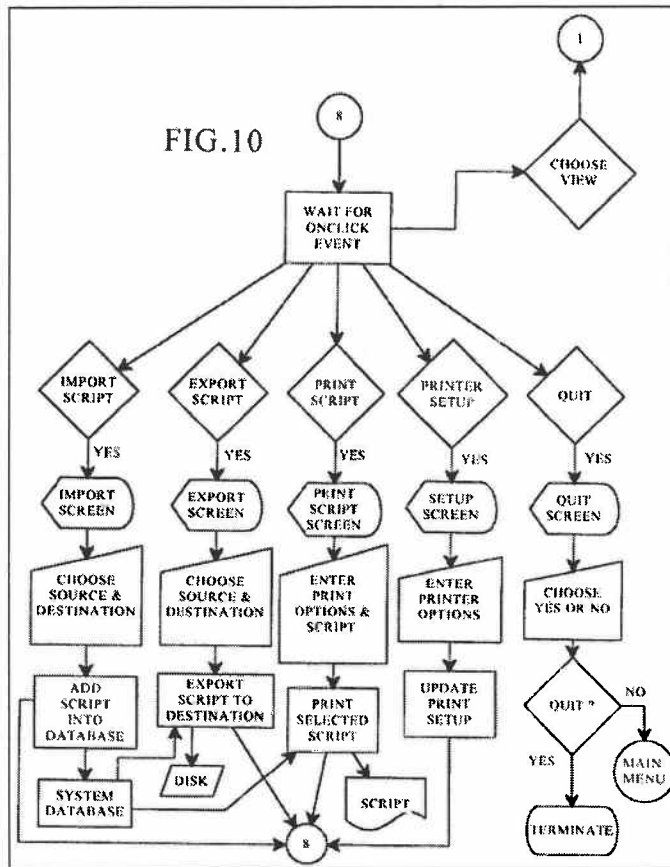 1
8
FIG.10
CHOOSE
VIEW
WAIT FOR
ONCLICK
EVENT
IMPORT
SCRIPT
EXPORT
SCRIPT
PRINT
SCRIPT
PRINTER
SETUP
QUIT
YES
YES
YES
YES
YES
IMPORT
SCREEN
EXPORT
SCREEN
PRINT
SCRIPT
SCREEN
SETUP
SCREEN
QUIT
SCREEN
CHOOSE
SOURCE &
DESTINATION
CHOOSE
SOURCE &
DESTINATION
ENTER
PRINT
OPTIONS &
SCRIPT
ENTER
PRINTER
OPTIONS
CHOOSE
YES OR NO
ADD
SCRIPT
INTO
DATABASE
EXPORT
SCRIPT TO
DESTINATION
PRINT
SELECTED
SCRIPT
UPDATE
PRINT
SETUP
QUIT ?
NO
YES
MAIN
MENU
SYSTEM
DATABASE
DISK
SCRIPT
8
TERMINATE